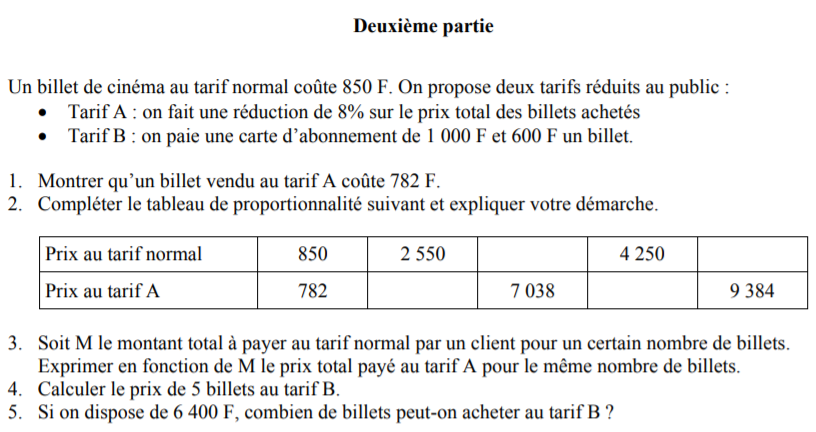 Deuxième partie
Un billet de cinéma au tarif normal coûte 850 F. On propose deux tarifs réduits au public :
• Tarif A : on fait une réduction de 8% sur le prix total des billets achetés
• Tarif B : on paie une carte d’abonnement de 1 000 F et 600 F un billet.
1. Montrer qu’un billet vendu au tarif A coûte 782 F.
2. Compléter le tableau de proportionnalité suivant et expliquer votre démarche.
Prix au tarif normal 850 2 550 4 250
Prix au tarif A 782 7 038 9 384
3. Soit M le montant total à payer au tarif normal par un client pour un certain nombre de billets.
Exprimer en fonction de M le prix total payé au tarif A pour le même nombre de billets.
4. Calculer le prix de 5 billets au tarif B.
5. Si on dispose de 6 400 F, combien de billets peut-on acheter au tarif B ?